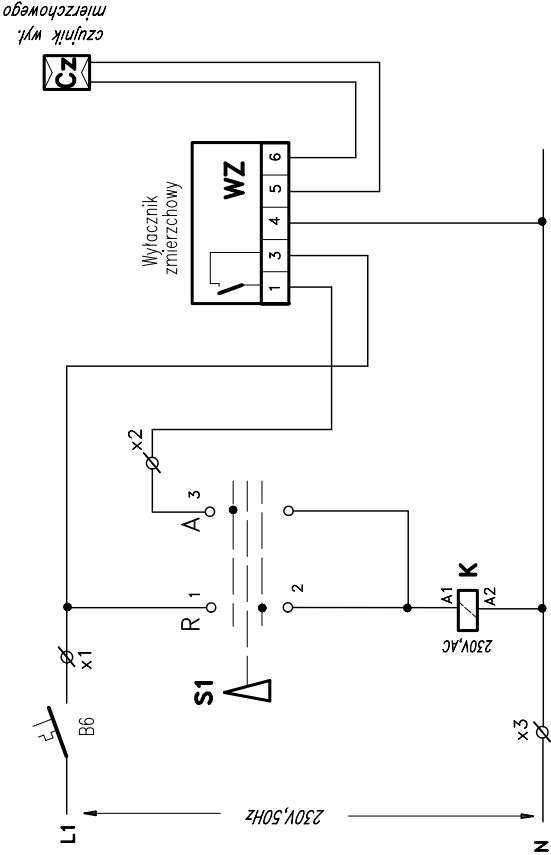 czujnik wył.
mierzchowego
Cz
Wyłacznik
zmierzchowy
WZ
1
3
4
5
6
x2
A
3
R
1
2
S1
x1
B6
L1
230V,50Hz
N
x3
K
A1
A2
230V,AC